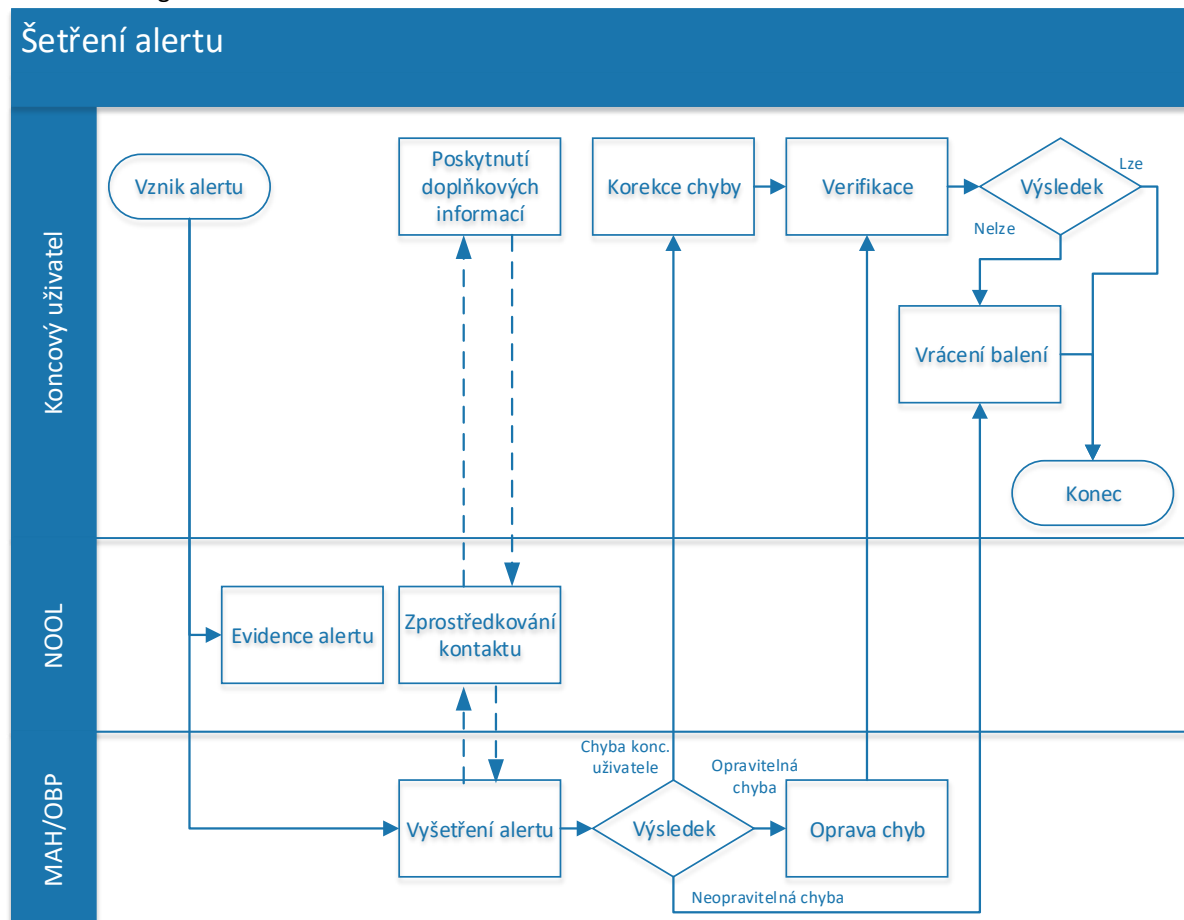 Šetření alertu
Koncový uživatel
Vznik alertu
Poskytnutí
doplňkových
informací
Korekce chyby
Verifikace
Výsledek
Lze
Nelze
Vrácení balení
Konec
NOOL
Evidence alertu
Zprostředkování
kontaktu
MAH/OBP
Vyšetření alertu
Chyba konc.
uživatele
Výsledek
Opravitelná
chyba
Oprava chyb
Neopravitelná chyba